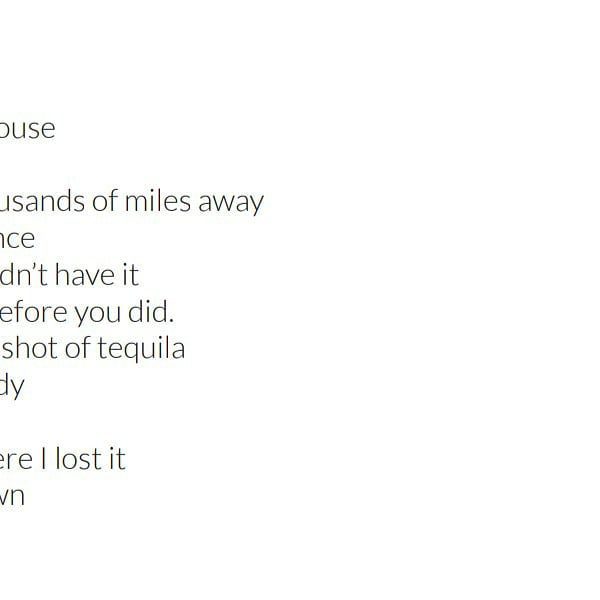 ouse
usands of miles away
nce
dn't have it
efore you did.
shot of tequila
dy
ere I lost it
wn